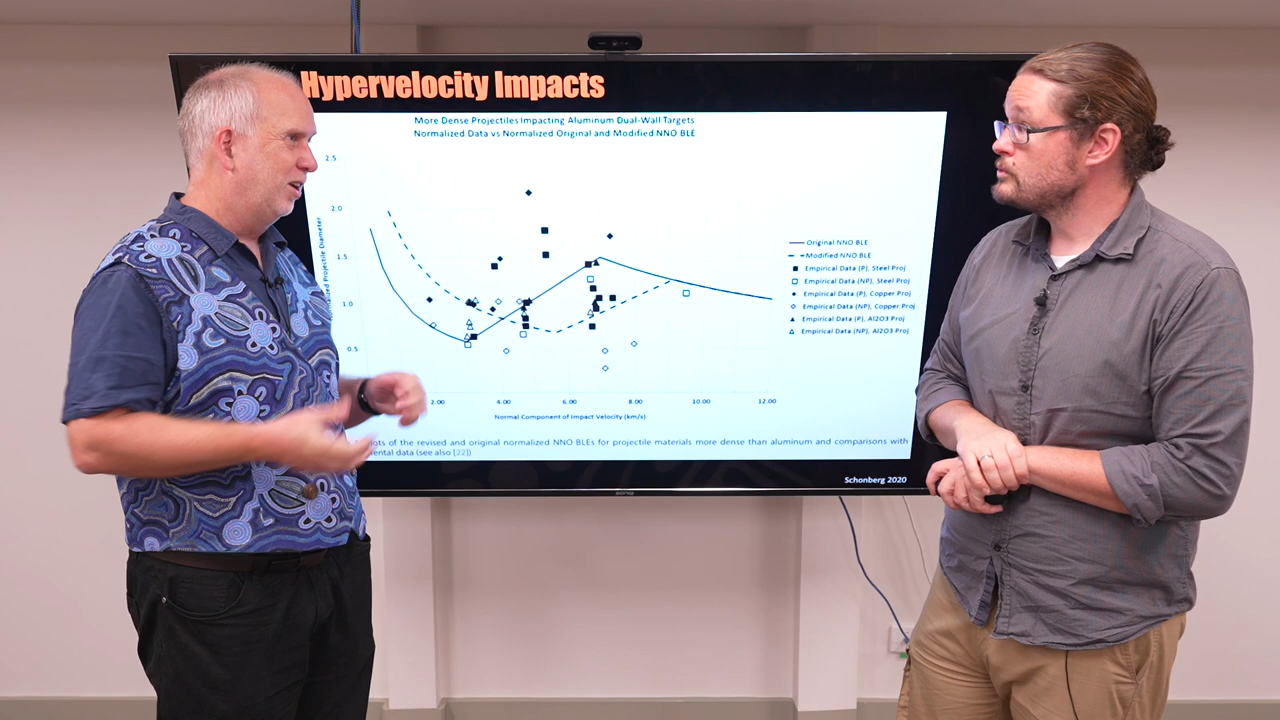 Hypervelocity Impacts
More Dense Projectiles Impacting Aluminum Dual-Wall Targets
Normalized Data vs Normalized Original and Modified NNO BLE
2.5
2.0
1.5
1.0
0.5
Projectile Diameter
Original NNO BLE
Modified NNO BLE
Empirical Data (P), Steel Proj
Empirical Data (NP), Steel Proj
Empirical Data (P), Copper Proj
Empirical Data (NP), Copper Proj
Empirical Data (P), Al2O3 Proj
Empirical Data (NP), Al2O3 Proj
2.00 4.00 6.00 8.00 10.00 12.00
Normal Component of Impact Velocity (km/s)
lots of the revised and original normalized NNO BLEs for projectile materials more dense than aluminum and comparisons with
ental data (see also [22])
Schonberg 2020